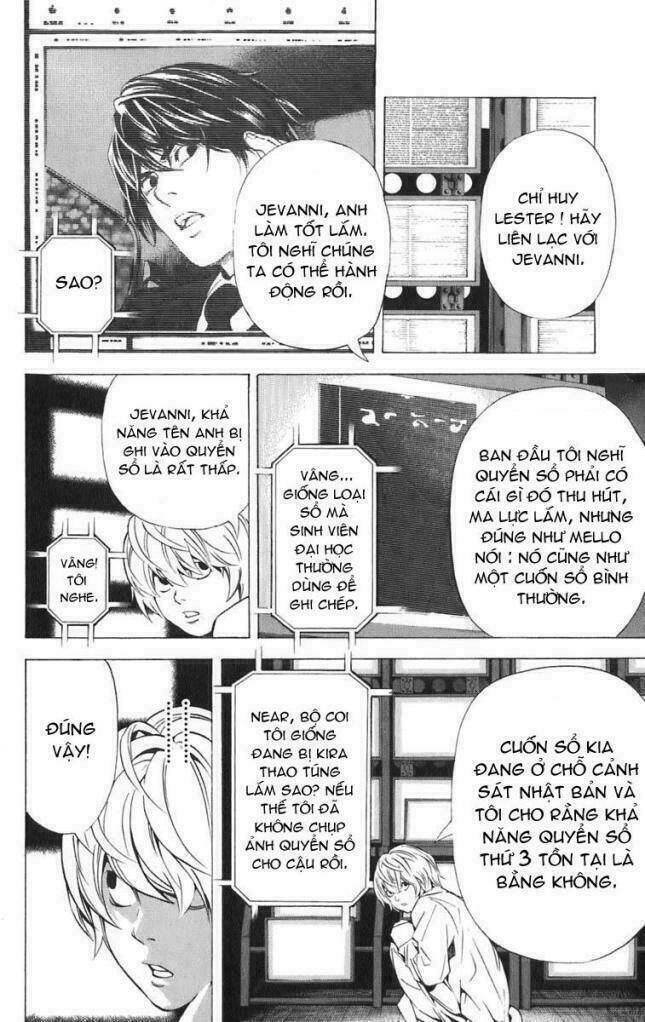 CHỈ HUY
LESTER ! HÃY
LIÊN LẠC VỚI
JEVANNI.
JEVANNI, ANH
LÀM TỐT LẮM.
TÔI NGHĨ CHÚNG
TA CÓ THỂ HÀNH
ĐỘNG RỒI.
SAO?
BAN ĐẦU TÔI NGHĨ
QUYỂN SỔ PHẢI CÓ
CÁI GÌ ĐÓ THU HÚT,
MA LỰC LẮM, NHƯNG
ĐÚNG NHƯ MELLO
NÓI : NÓ CŨNG NHƯ
MỘT CUỐN SỔ BÌNH
THƯỜNG.
VÂNG...
GIỐNG LOẠI
SỔ MÀ
SINH VIÊN
ĐẠI HỌC
THƯỜNG
DÙNG ĐỂ
GHI CHÉP.
JEVANNI, KHẢ
NĂNG TÊN ANH BỊ
GHI VÀO QUYỂN
SỔ LÀ RẤT THẤP.
VÂNG!
TÔI
NGHE.
CUỐN SỔ KIA
ĐANG Ở CHỖ CẢNH
SÁT NHẬT BẢN VÀ
TÔI CHO RẰNG KHẢ
NĂNG QUYỂN SỔ
THỨ 3 TỒN TẠI LÀ
BẰNG KHÔNG.
NEAR, BỘ COI
TÔI GIỐNG
ĐANG BỊ KIRA
THAO TÚNG
LẮM SAO? NẾU
THẾ TÔI ĐÃ
KHÔNG CHỤP
ẢNH QUYỂN SỔ
CHO CẬU RỒI.
ĐÚNG
VẬY!